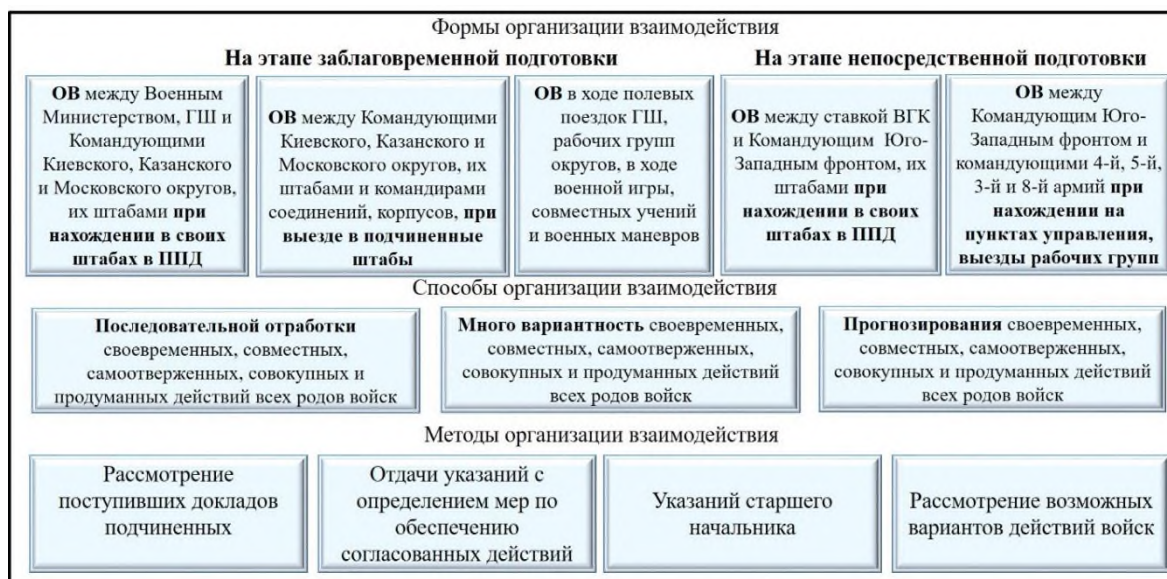 Формы организации взаимодействия
На этапе заблаговременной подготовки
На этапе непосредственной подготовки
ОВ между Военным
Министерством, ГШ и
Командующими
Киевского, Казанского
и Московского округов,
их штабами при
нахождении в своих
штабах в ППД
ОВ между Командующими
Киевского, Казанского и
Московского округов, их
штабами и командирами
соединений, корпусов, при
выезде в подчиненные
штабы
ОВ в ходе полевых
поездок ГШ,
рабочих групп
округов, в ходе
военной игры,
совместных учений
и военных маневров
ОВ между ставкой ВГК
и Командующим Юго-
Западным фронтом, их
штабами при
нахождении в своих
штабах в ППД
ОВ между
Командующим Юго-
Западным фронтом и
командующими 4-й, 5-й,
3-й и 8-й армий при
нахождении на
пунктах управления,
выезды рабочих групп
Способы организации взаимодействия
Последовательной отработки
своевременных, совместных,
самоотверженных, совокупных и
продуманных действий всех родов войск
Много вариантность своевременных,
совместных, самоотверженных,
совокупных и продуманных действий
всех родов войск
Прогнозирования своевременных,
совместных, самоотверженных,
совокупных и продуманных действий
всех родов войск
Методы организации взаимодействия
Рассмотрение
поступивших докладов
подчиненных
Отдачи указаний с
определением мер по
обеспечению
согласованных действий
Указаний старшего
начальника
Рассмотрение возможных
вариантов действий войск